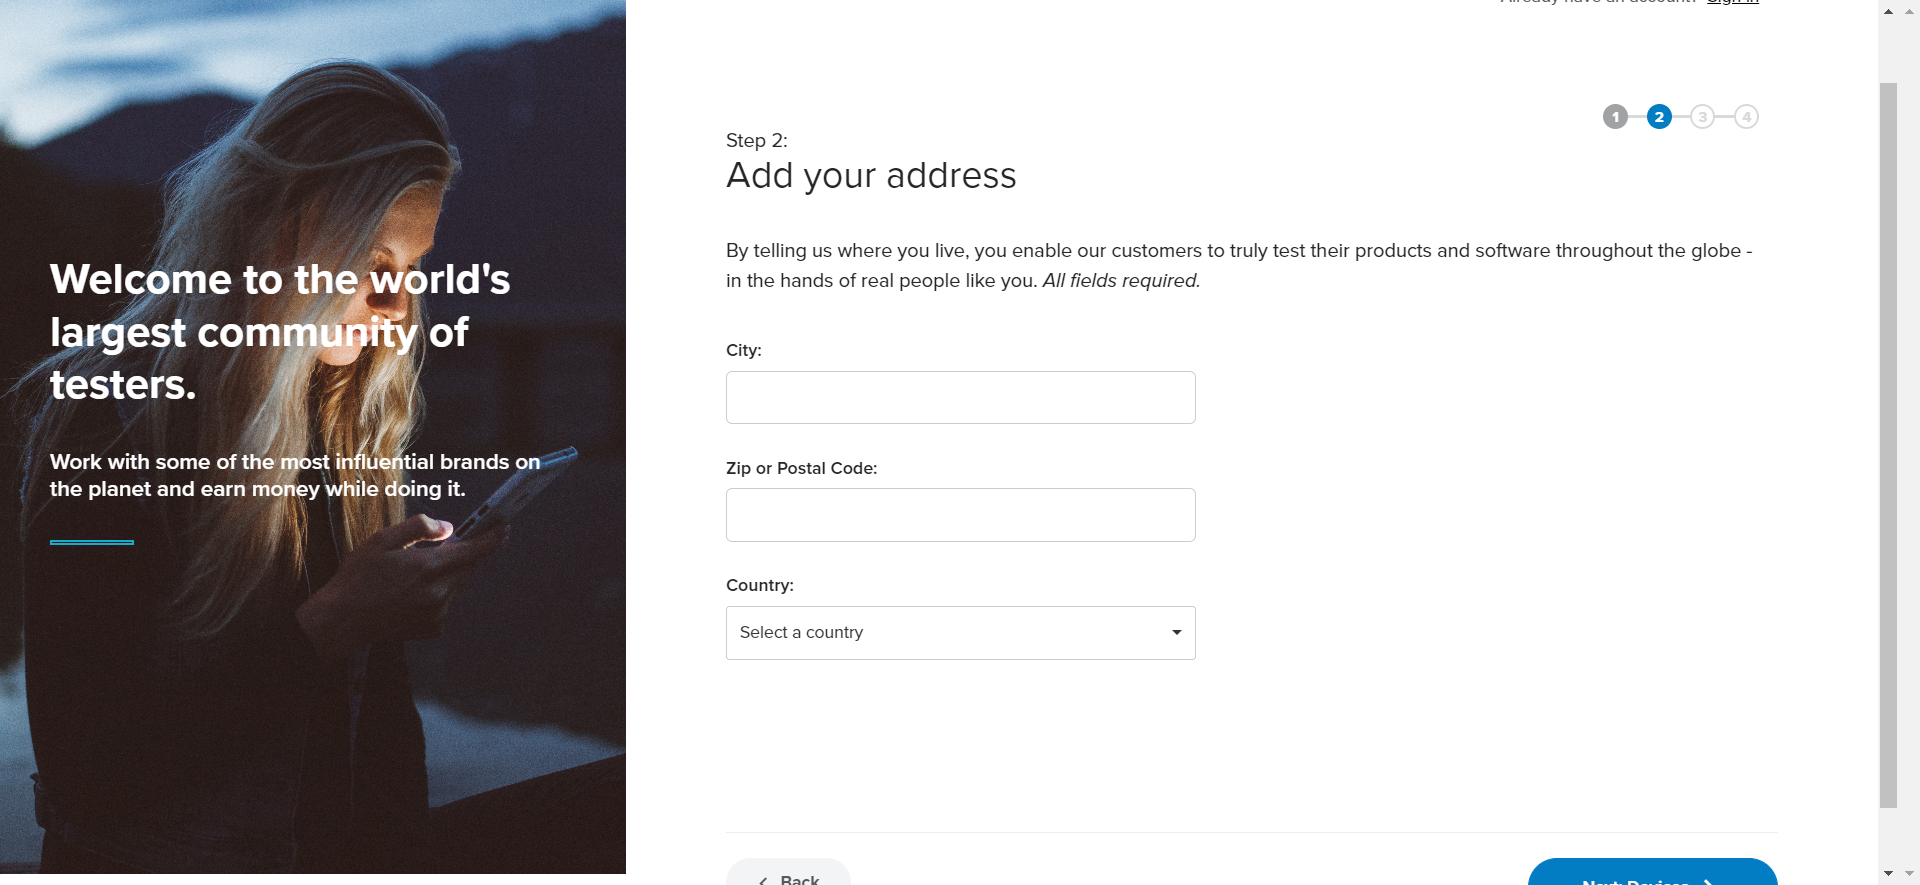 Already have an account? Sign in
1 2 3 4
Step 2:
Add your address
By telling us where you live, you enable our customers to truly test their products and software throughout the globe -
in the hands of real people like you. All fields required.
City:
Zip or Postal Code:
Country:
Select a country
Back
Next: Devices
Welcome to the world's
largest community of
testers.
Work with some of the most influential brands on
the planet and earn money while doing it.